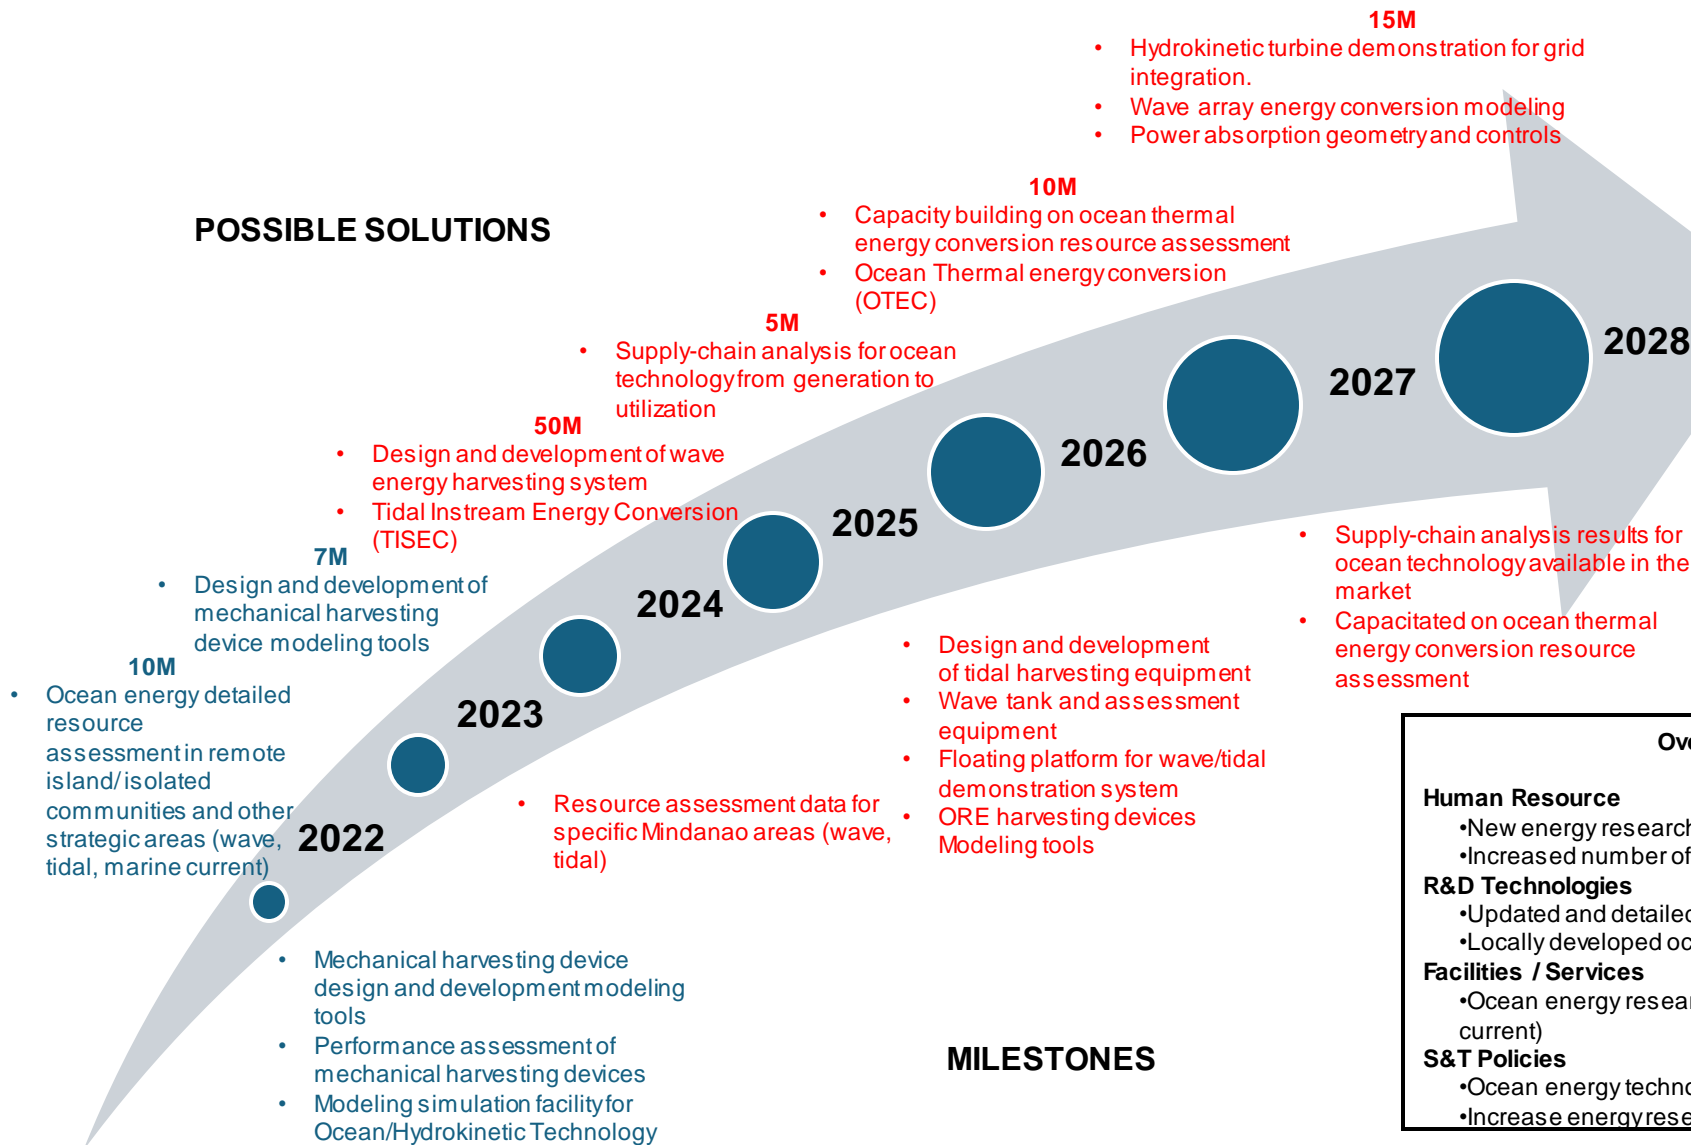 15M
• Hydrokinetic turbine demonstration for grid
integration.
• Wave array energy conversion modeling
• Power absorption geometry and controls
10M
• Capacity building on ocean thermal
energy conversion resource assessment
• Ocean Thermal energy conversion
(OTEC)
POSSIBLE SOLUTIONS
5M
• Supply-chain analysis for ocean
technology from generation to
utilization
50M
• Design and development of wave
energy harvesting system
• Tidal Instream Energy Conversion
(TISEC)
7M
• Design and development of
mechanical harvesting
device modeling tools
10M
• Ocean energy detailed
resource
assessment in remote
island/ isolated
communities and other
strategic areas (wave,
tidal, marine current)
2022
2023
2024
2025
2026
2027
2028
• Mechanical harvesting device
design and development modeling
tools
• Performance assessment of
mechanical harvesting devices
• Modeling simulation facility for
Ocean/Hydrokinetic Technology
• Resource assessment data for
specific Mindanao areas (wave,
tidal)
• Design and development
of tidal harvesting equipment
• Wave tank and assessment
equipment
• Floating platform for wave/tidal
demonstration system
• ORE harvesting devices
Modeling tools
• Supply-chain analysis results for
ocean technology available in the
market
• Capacitated on ocean thermal
energy conversion resource
assessment
MILESTONES
Human Resource
•New energy research
•Increased number of
R&D Technologies
•Updated and detailed
•Locally developed
Facilities / Services
•Ocean energy
current)
S&T Policies
•Ocean energy
•Increase energy